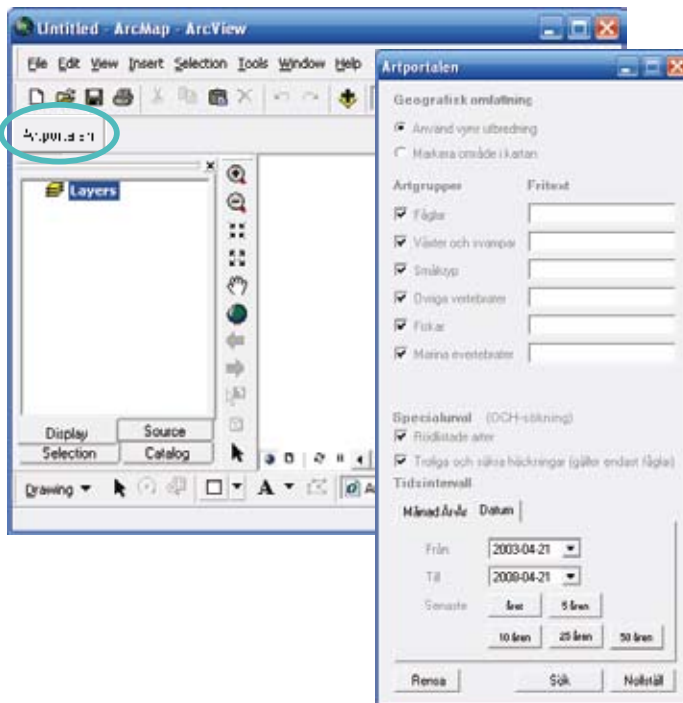 Untitled - ArcMap - ArcView
File Edit View Insert Selection Tools Window Help
Artportalen
Layers
Display Source
Selection Catalog
Drawing A
Artportalen
Geografisk omfattning
Använd vyns utbredning
Markera område i kartan
Artgrupper Fritext
Fåglar
Växter och svampar
Småkryp
Övriga vertebrater
Fiskar
Marina evertebrater
Specialurval (OCH-sökning)
Rödlistade arter
Troliga och säkra häckningar (gäller endast fåglar)
Tidsintervall
Månad År-År Datum
Från 2003-04-21
Till 2008-04-21
Senaste året 5 åren
10 åren 25 åren 50 åren
Rensa Sök Nollställ